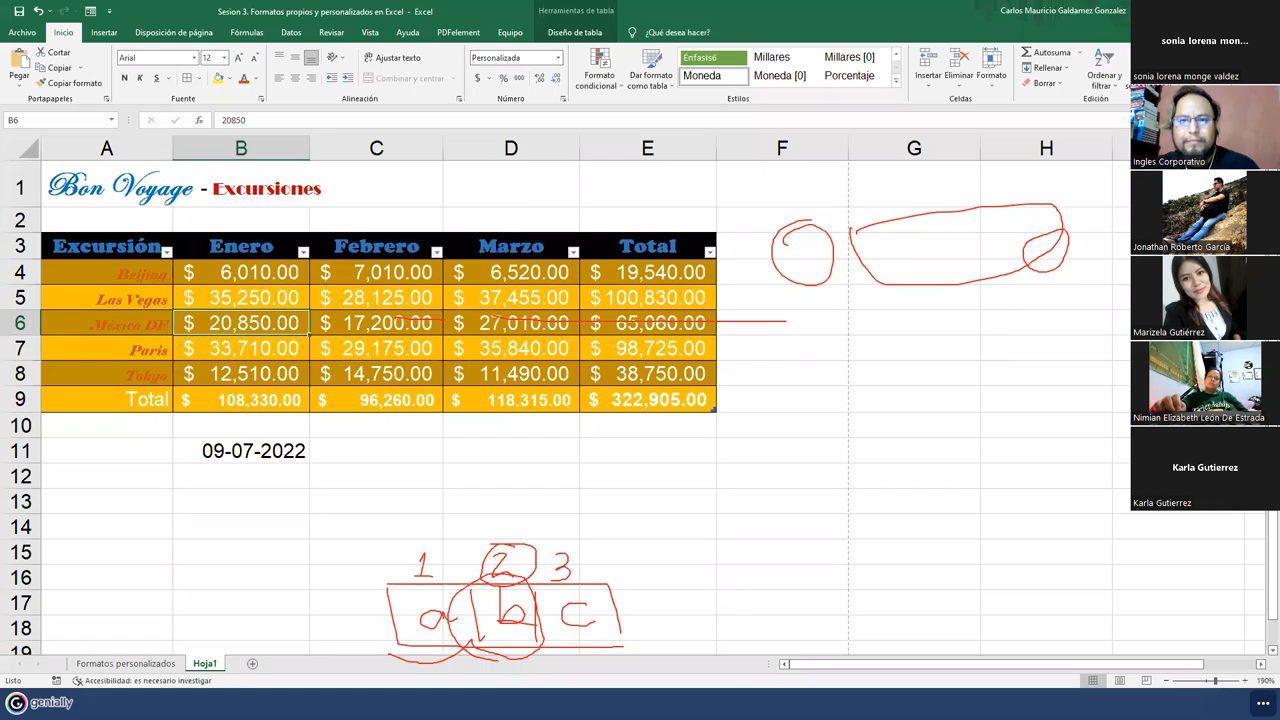 Sesion 3. Formatos propios y personalizados en Excel - Excel
Herramientas de tabla
Carlos Mauricio Galdamez Gonzalez
Archivo Inicio Insertar Disposición de página Fórmulas Datos Revisar Vista Ayuda PDFelement Equipo Diseño de tabla ¿Qué desea hacer?
Pegar
Cortar
Copiar
Copiar formato
Portapapeles
Arial 12
N K S
Fuente
Ajustar texto
Combinar y centrar
Alineación
Personalizada
$ % 000
Número
Formato condicional
Dar formato como tabla
Énfasis6 Millares Millares [0]
Moneda Moneda [0] Porcentaje
Estilos
Insertar Eliminar Formato
Celdas
Autosuma
Rellenar
Borrar
Ordenar y filtrar
Edición
B6 fx 20850
A B C D E F G H
1 Bon Voyage - Excursiones
2
3 Excursión Enero Febrero Marzo Total
4 Beijing $ 6,010.00 $ 7,010.00 $ 6,520.00 $ 19,540.00
5 Las Vegas $ 35,250.00 $ 28,125.00 $ 37,455.00 $ 100,830.00
6 México DF $ 20,850.00 $ 17,200.00 $ 27,010.00 $ 65,060.00
7 Paris $ 33,710.00 $ 29,175.00 $ 35,840.00 $ 98,725.00
8 Tokyo $ 12,510.00 $ 14,750.00 $ 11,490.00 $ 38,750.00
9 Total $ 108,330.00 $ 96,260.00 $ 118,315.00 $ 322,905.00
10
11 09-07-2022
12
13
14
15
16
17
18
19
1 2 3
a b c
Formatos personalizados Hoja1
Listo Accesibilidad: es necesario investigar 190%
genially
sonia lorena mon...
sonia lorena monge valdez
Ingles Corporativo
Jonathan Roberto García
Marizela Gutiérrez
Nimian Elizabeth León De Estrada
Karla Gutierrez
Karla Gutierrez